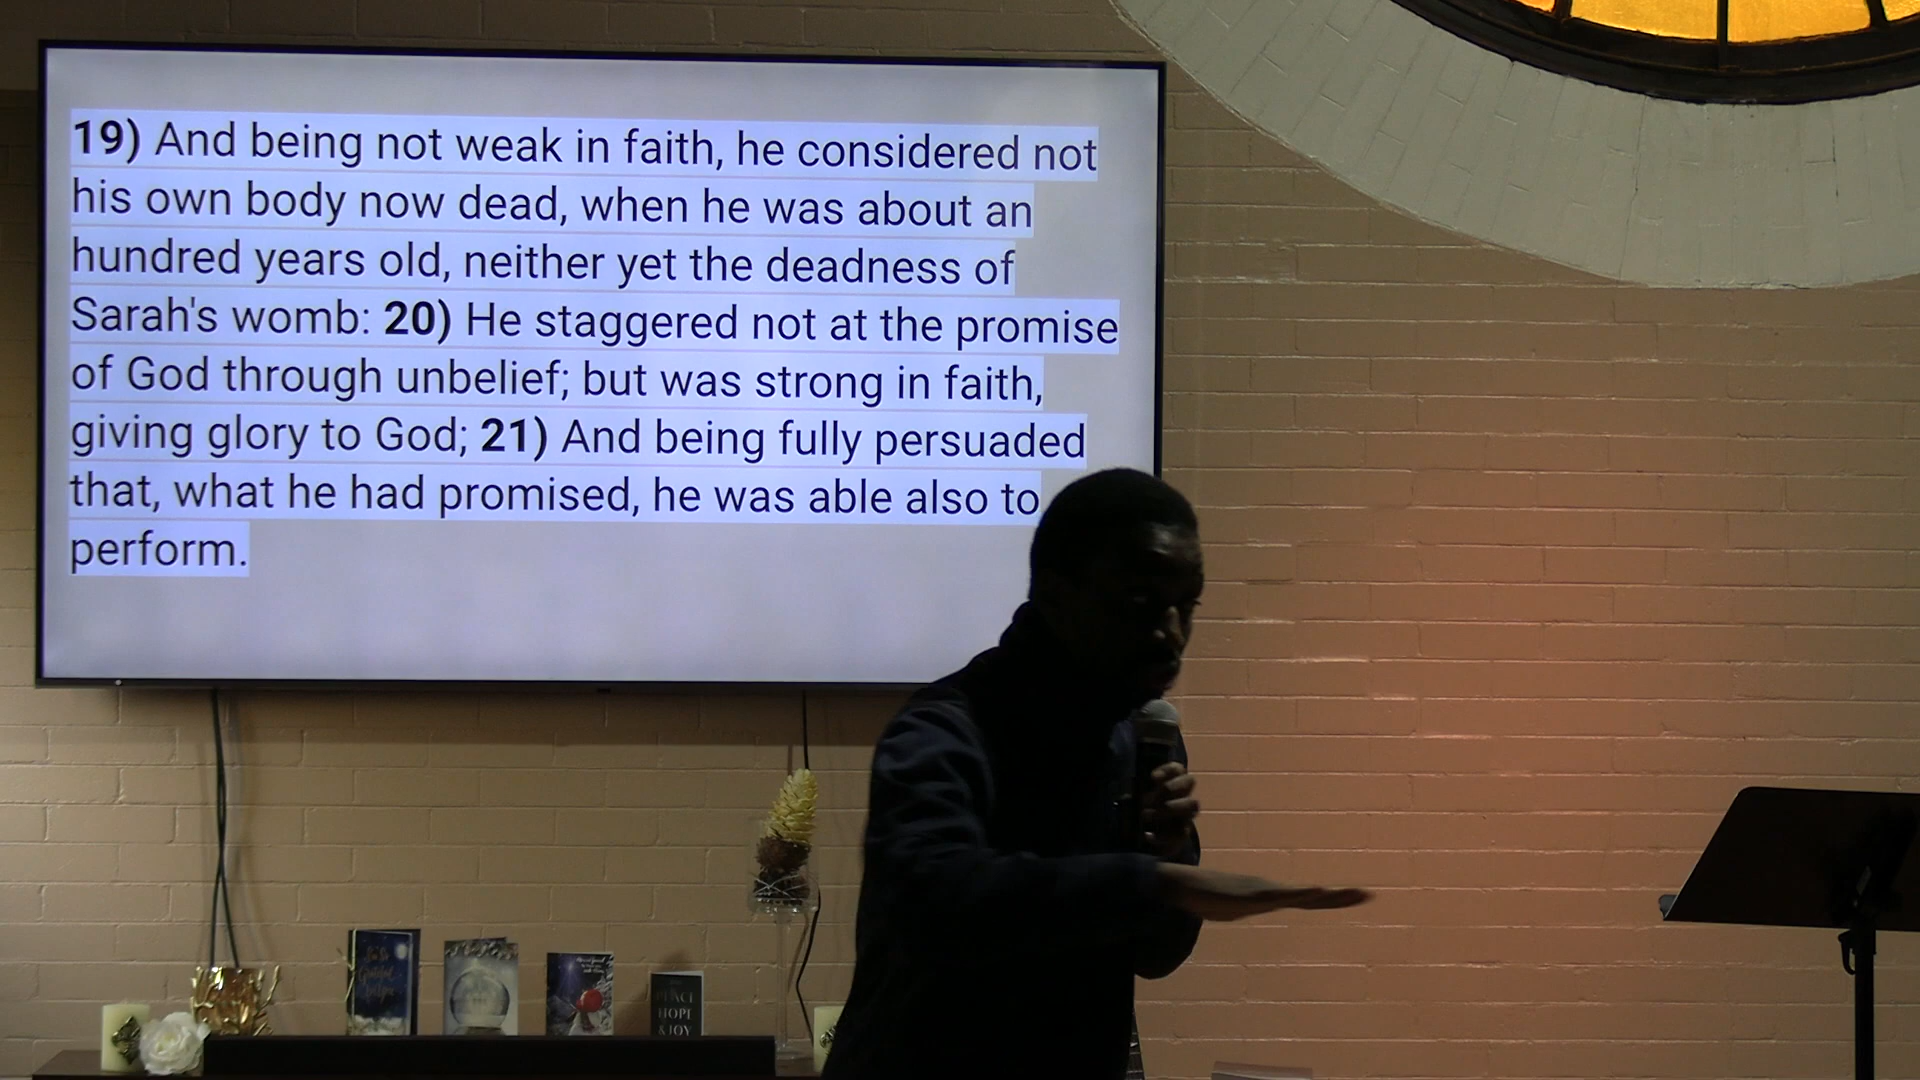 19) And being not weak in faith, he considered not
his own body now dead, when he was about an
hundred years old, neither yet the deadness of
Sarah's womb: 20) He staggered not at the promise
of God through unbelief; but was strong in faith,
giving glory to God; 21) And being fully persuaded
that, what he had promised, he was able also to
perform.
PEACE
HOPE
& JOY